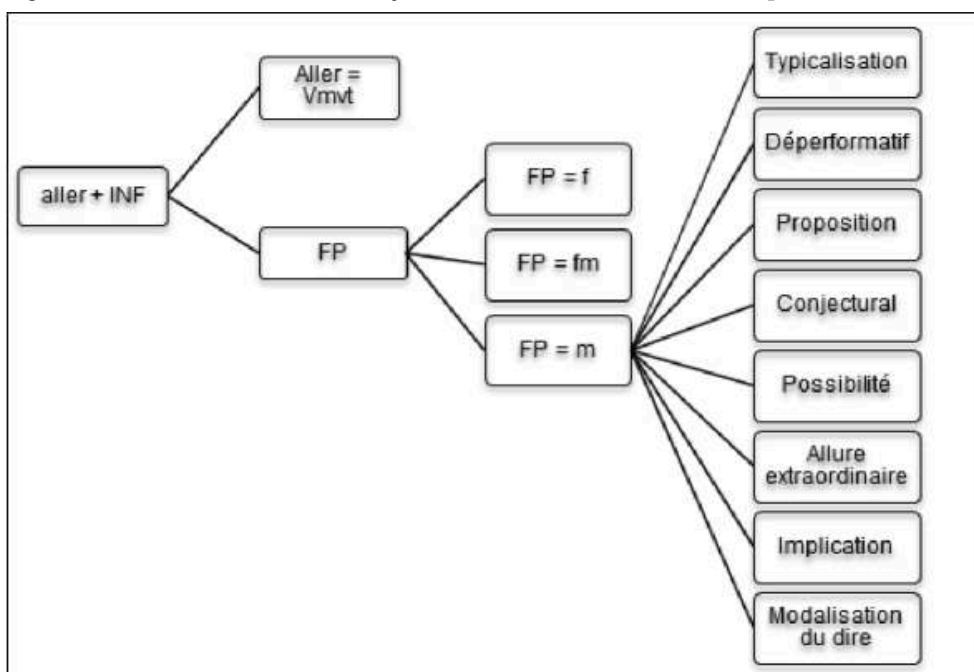 aller + INF
Aller =
Vmvt
FP
FP = f
FP = fm
FP = m
Typicalisation
Déperformatif
Proposition
Conjectural
Possibilité
Allure
extraordinaire
Implication
Modalisation
du dire